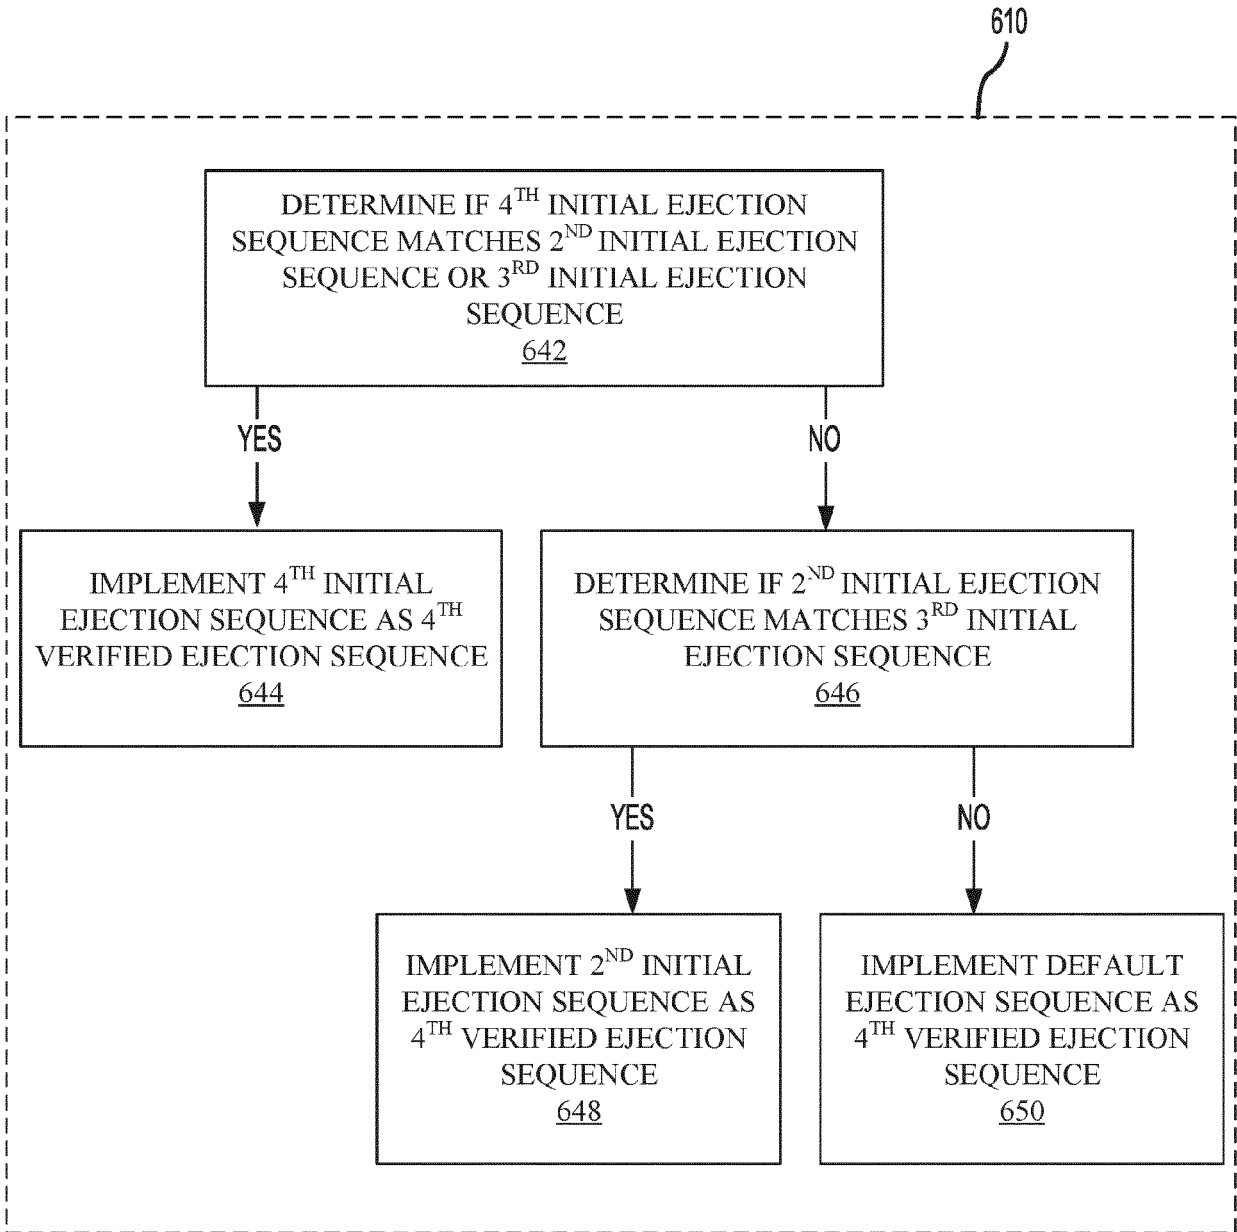 610
DETERMINE IF 4TH INITIAL EJECTION
SEQUENCE MATCHES 2ND INITIAL EJECTION
SEQUENCE OR 3RD INITIAL EJECTION
SEQUENCE
642
YES
NO
IMPLEMENT 4TH INITIAL
EJECTION SEQUENCE AS 4TH
VERIFIED EJECTION SEQUENCE
644
DETERMINE IF 2ND INITIAL EJECTION
SEQUENCE MATCHES 3RD INITIAL
EJECTION SEQUENCE
646
YES
NO
IMPLEMENT 2ND INITIAL
EJECTION SEQUENCE AS
4TH VERIFIED EJECTION
SEQUENCE
648
IMPLEMENT DEFAULT
EJECTION SEQUENCE AS
4TH VERIFIED EJECTION
SEQUENCE
650